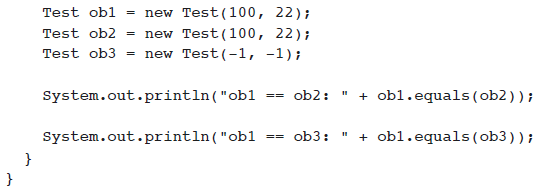 Test ob1 = new Test(100, 22);
Test ob2 = new Test(100, 22);
Test ob3 = new Test(-1, -1);
System.out.println("ob1 == ob2: " + ob1.equals(ob2));
System.out.println("ob1 == ob3: " + ob1.equals(ob3));
}
}